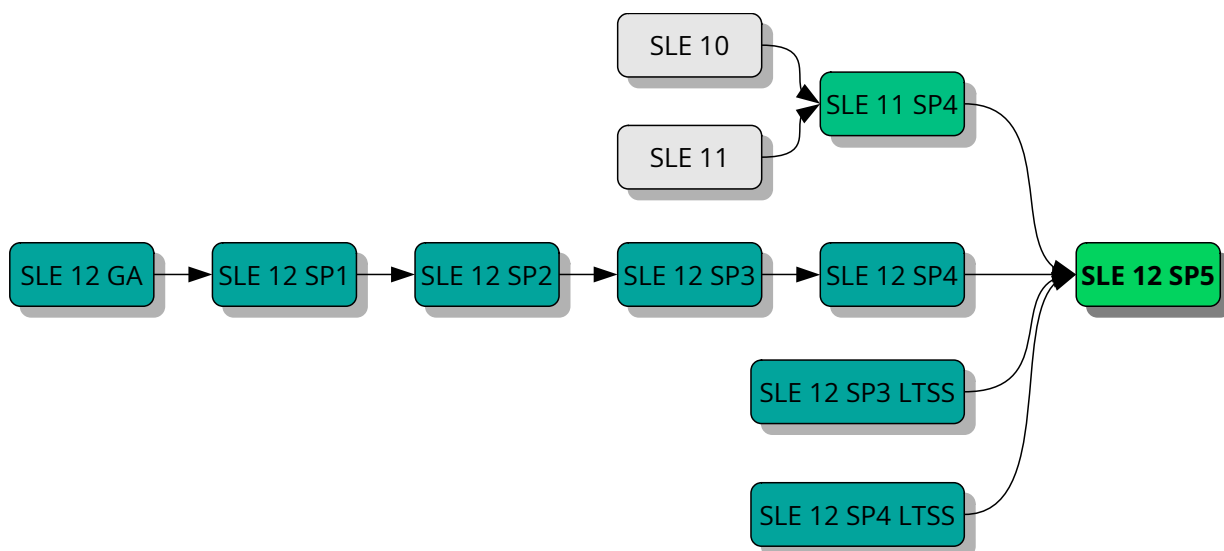 SLE 10
SLE 11 SP4
SLE 11
SLE 12 GA
SLE 12 SP1
SLE 12 SP2
SLE 12 SP3
SLE 12 SP4
SLE 12 SP5
SLE 12 SP3 LTSS
SLE 12 SP4 LTSS